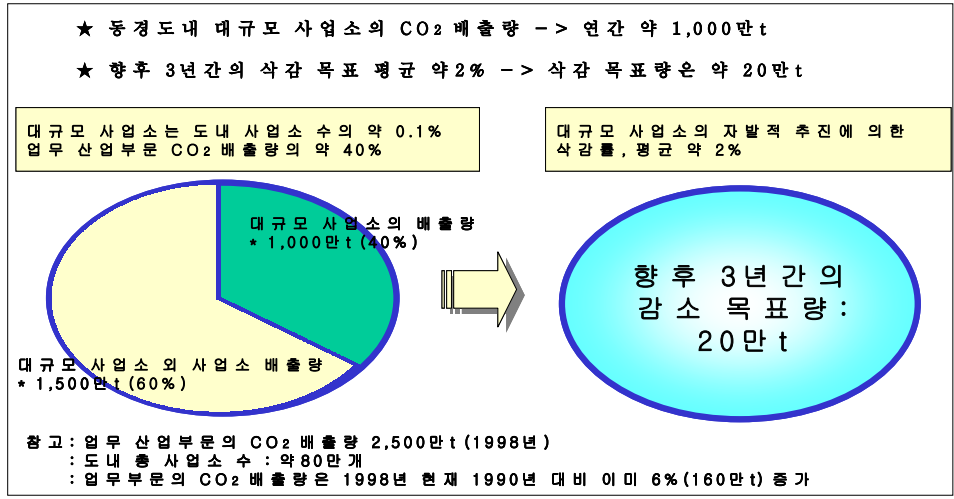 ★ 동경도내 대규모 사업소의 CO2 배출량 -> 연간 약 1,000만t
★ 향후 3년간의 삭감 목표 평균 약2% -> 삭감 목표량은 약 20만t
대규모 사업소는 도내 사업소 수의 약 0.1%
업무 산업부문 CO2 배출량의 약 40%
대규모 사업소의 자발적 추진에 의한
삭감률, 평균 약 2%
대규모 사업소의 배출량
* 1,000만t(40%)
대규모 사업소 외 사업소 배출량
* 1,500만t(60%)
향후 3년간의
감소 목표량:
20만t
참고: 업무 산업부문의 CO2 배출량 2,500만t(1998년)
: 도내 총 사업소 수 : 약80만개
: 업무부문의 CO2 배출량은 1998년 현재 1990년 대비 이미 6%(160만t) 증가